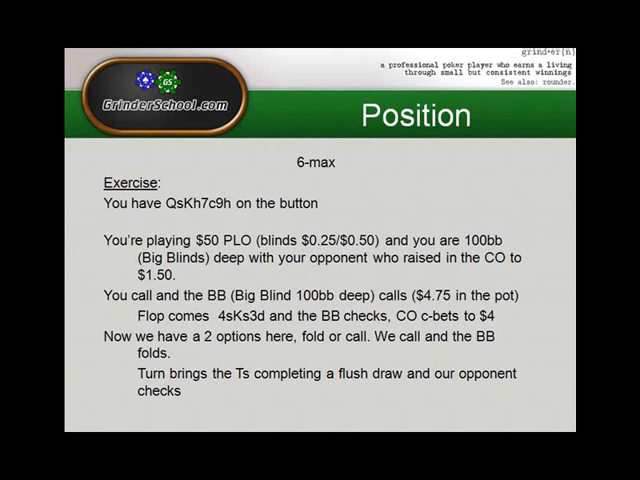 grind•er(n)
a professional poker player who earns a living
through small but consistent winnings
See also: rounder.
GS
GrinderSchool.com
Position
6-max
Exercise:
You have QsKh7c9h on the button
You're playing $50 PLO (blinds $0.25/$0.50) and you are 100bb
(Big Blinds) deep with your opponent who raised in the CO to
$1.50.
You call and the BB (Big Blind 100bb deep) calls ($4.75 in the pot)
Flop comes 4sKs3d and the BB checks, CO c-bets to $4
Now we have a 2 options here, fold or call. We call and the BB
folds.
Turn brings the Ts completing a flush draw and our opponent
checks